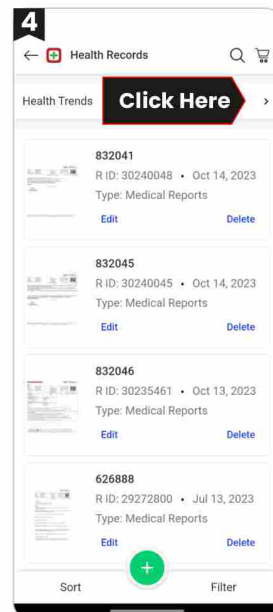 4
Health Records
Health Trends
Click Here
832041
R ID: 30240048 • Oct 14, 2023
Type: Medical Reports
Edit Delete
832045
R ID: 30240045 • Oct 14, 2023
Type: Medical Reports
Edit Delete
832046
R ID: 30235461 • Oct 13, 2023
Type: Medical Reports
Edit Delete
626888
R ID: 29272800 • Jul 13, 2023
Type: Medical Reports
Edit Delete
+
Sort Filter